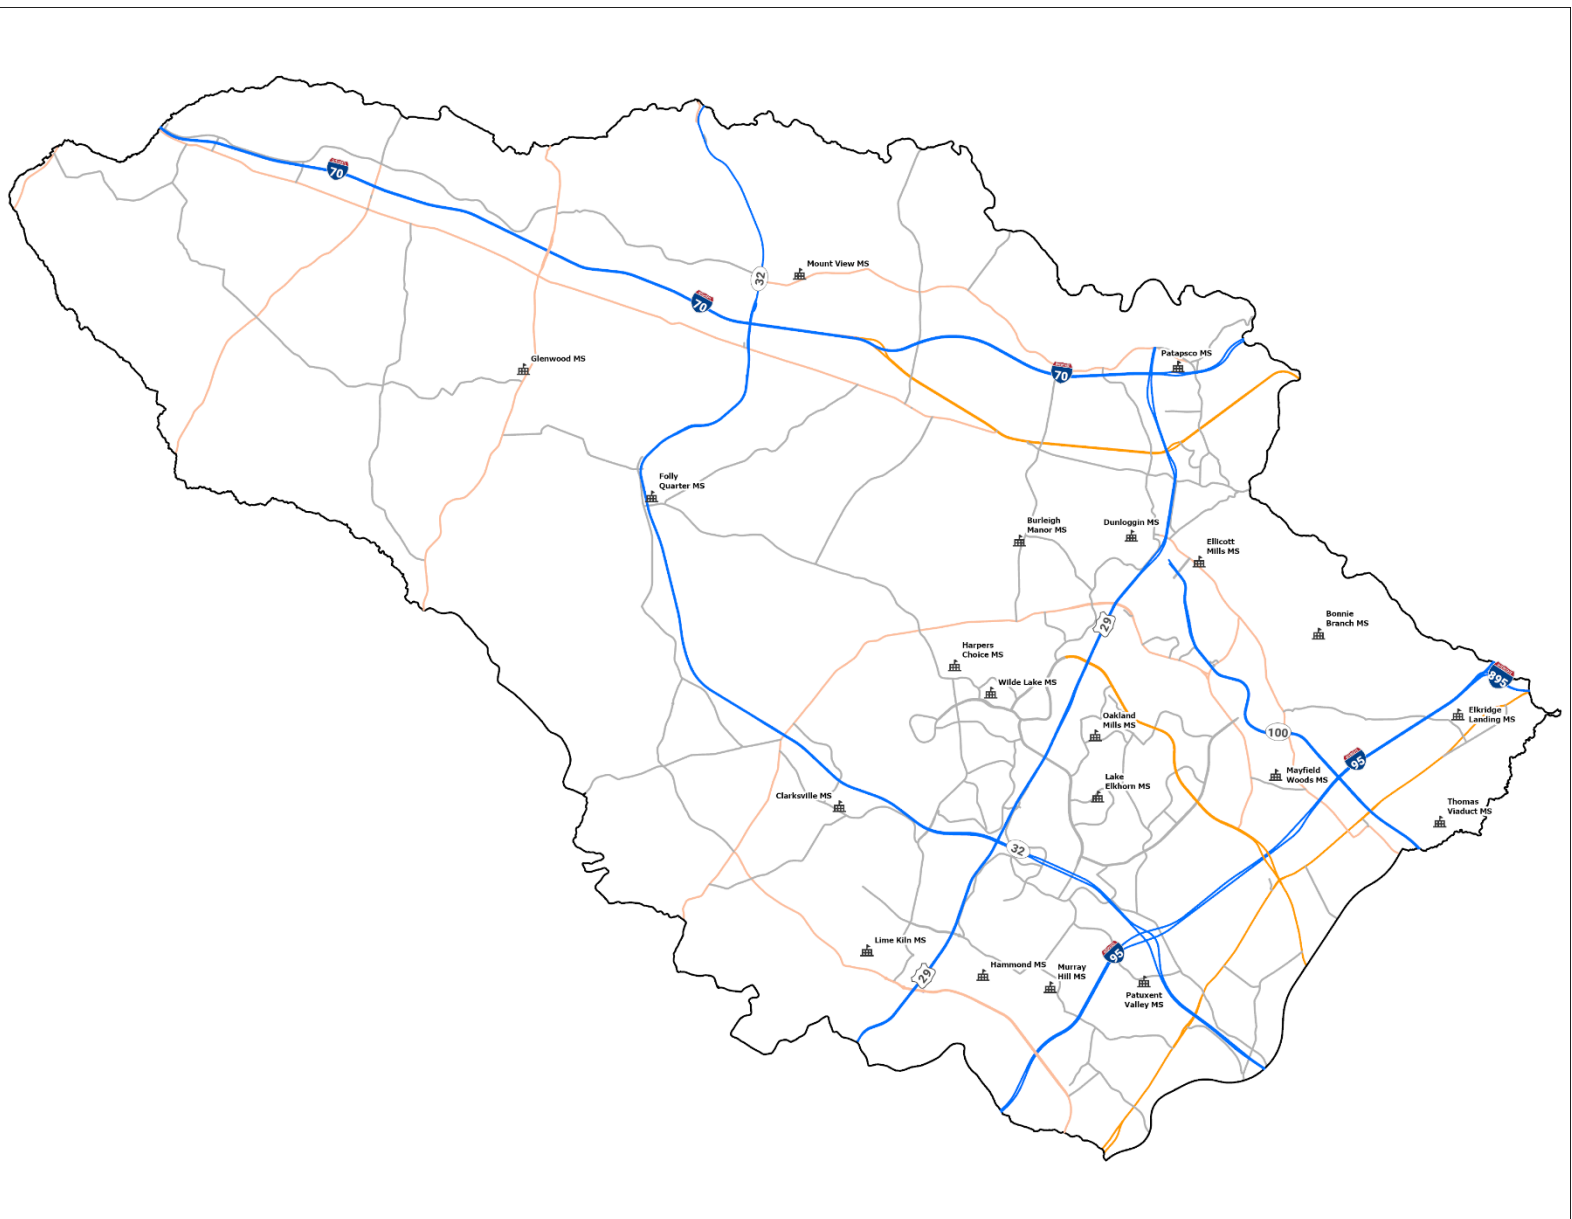 70
32
Mount View MS
70
Glenwood MS
Patapsco MS
70
Folly
Quarter MS
Burleigh
Manor MS
Dunloggin MS
Ellicott
Mills MS
29
Bonnie
Branch MS
Harpers
Choice MS
Wilde Lake MS
895
Oakland
Mills MS
Elkridge
Landing MS
100
95
Mayfield
Woods MS
Lake
Elkhorn MS
Clarksville MS
Thomas
Viaduct MS
32
Lime Kiln MS
95
29
Hammond MS
Murray
Hill MS
Patuxent
Valley MS